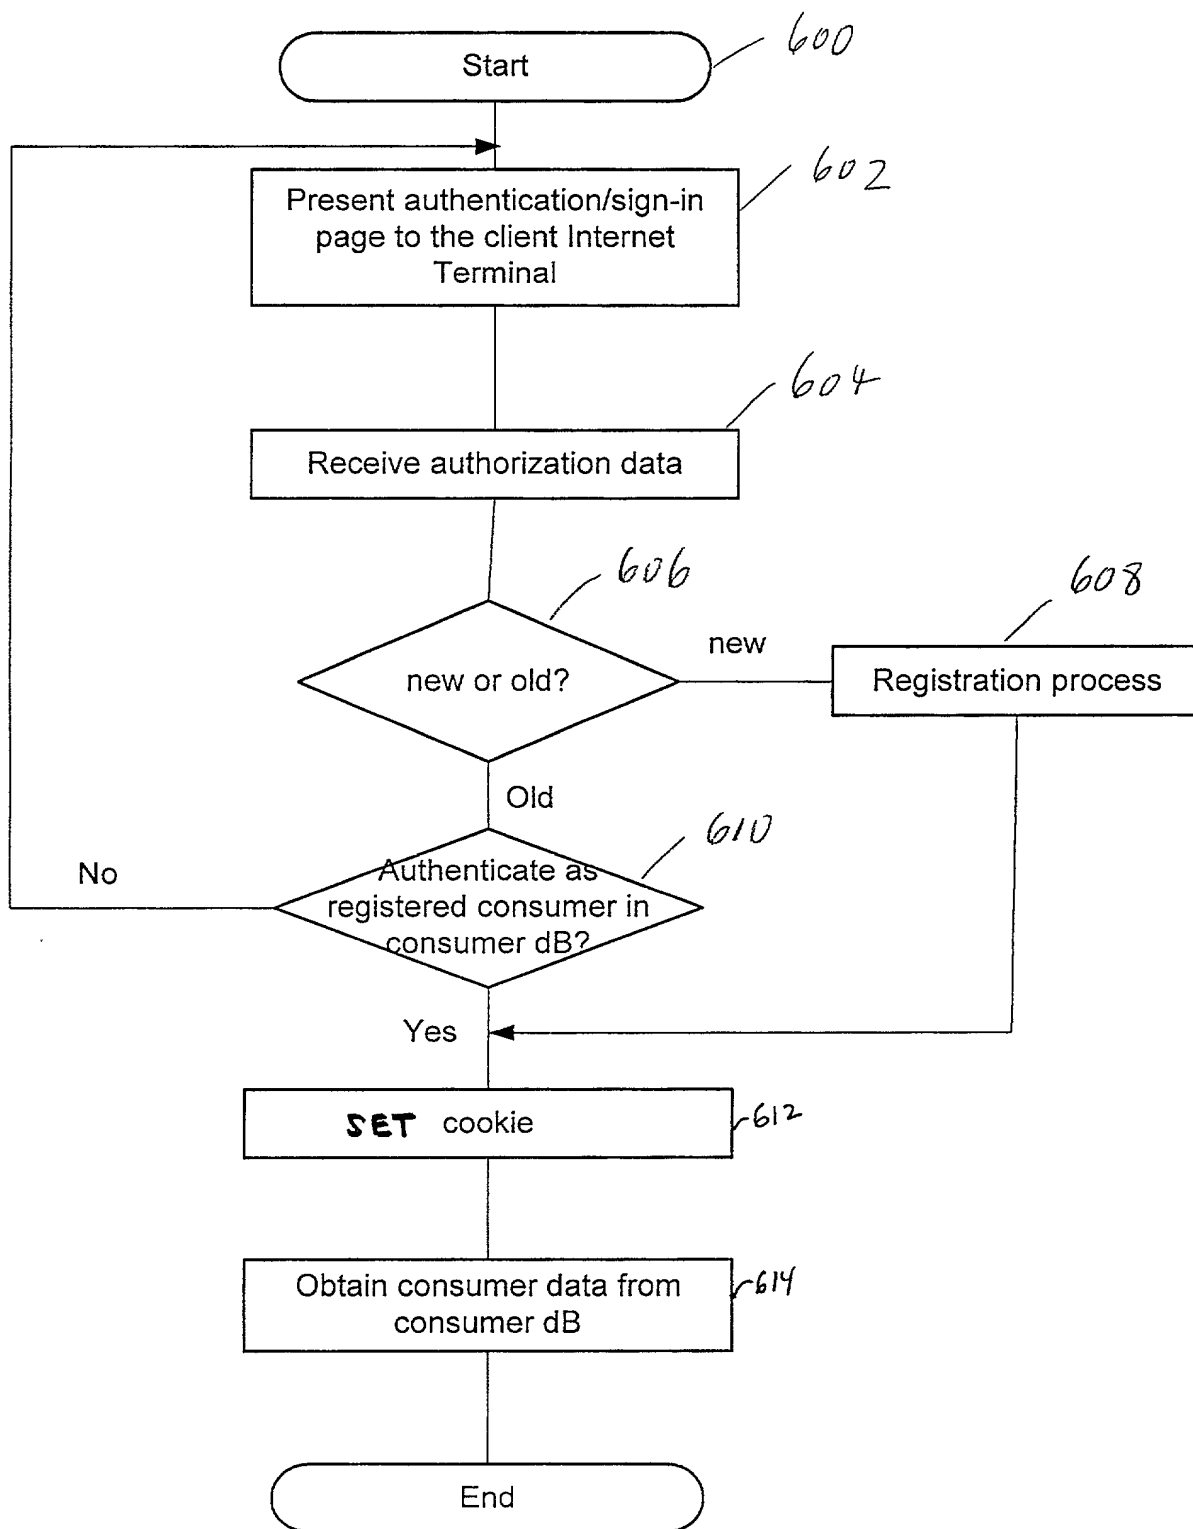 Start
600
602
Present authentication/sign-in
page to the client Internet
Terminal
604
Receive authorization data
606
608
new
new or old?
Registration process
Old
610
No
Authenticate as
registered consumer in
consumer dB?
Yes
SET cookie
612
Obtain consumer data from
consumer dB
614
End